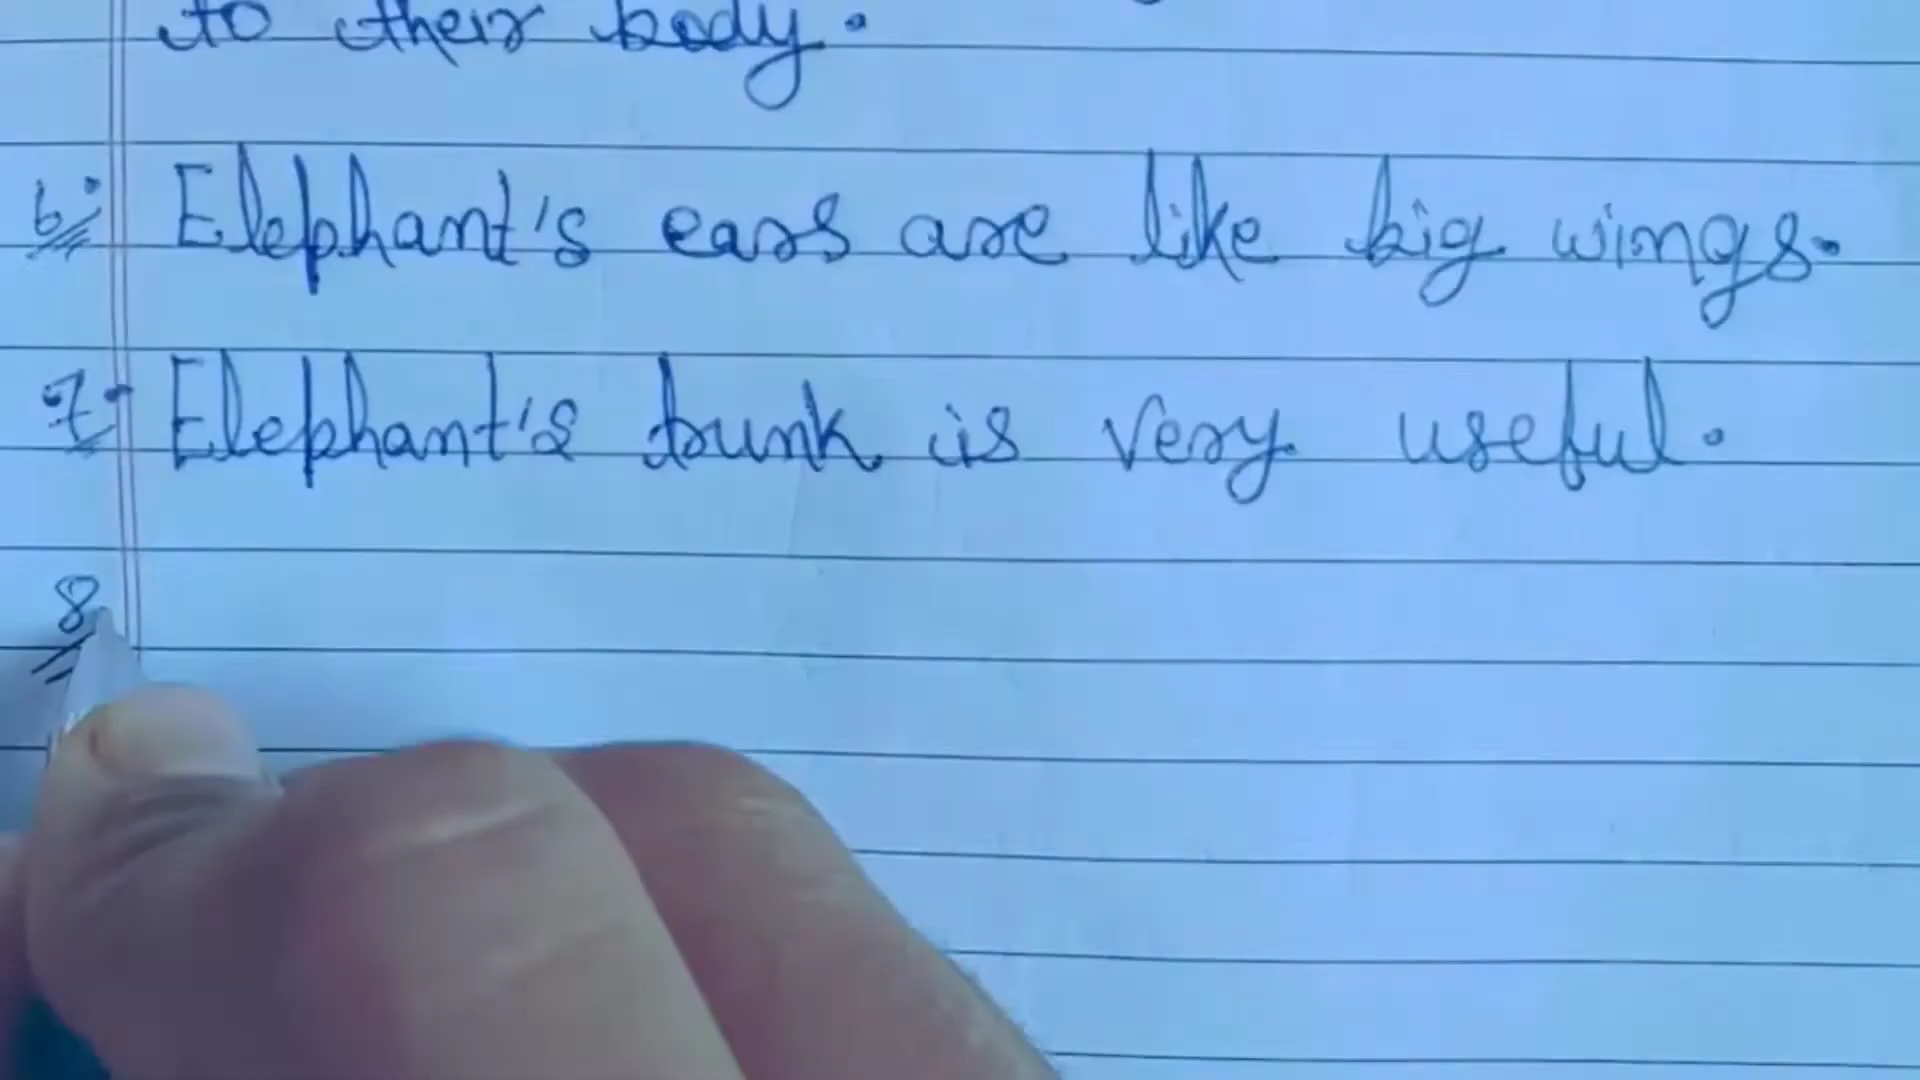 to their body.
6. Elephant's ears are like big wings.
7. Elephant's trunk is very useful.
8